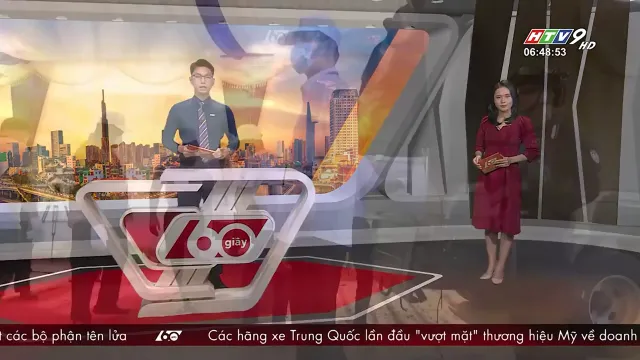 HTV9 HD
06:48:53
60 giây
t các bộ phận tên lửa 60 Các hãng xe Trung Quốc lần đầu "vượt mặt" thương hiệu Mỹ về doanh